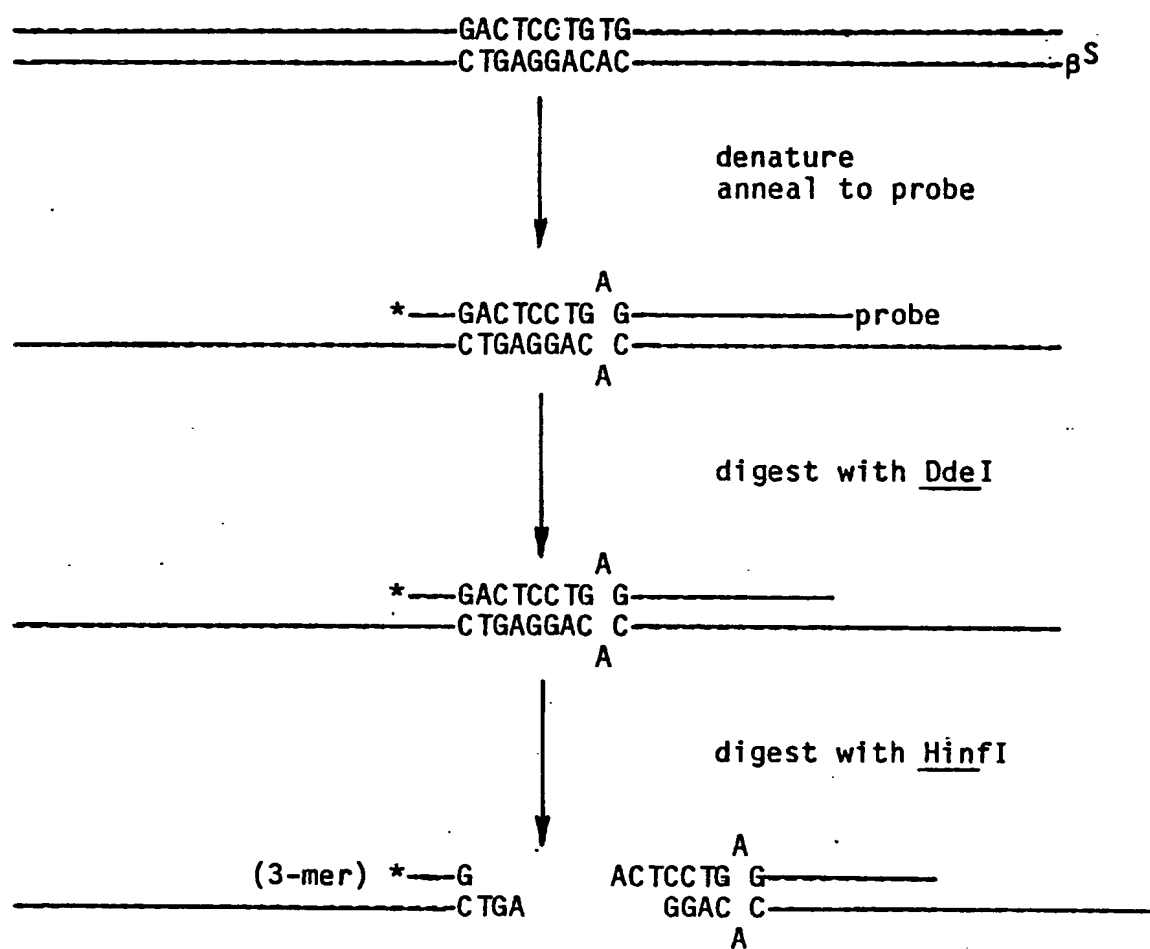 GACTCCTGTG
CTGAGGACAC βS
denature
anneal to probe
A
*GACTCCTG G probe
CTGAGGAC C
A
digest with DdeI
A
*GACTCCTG G
CTGAGGAC C
A
digest with HinfI
A
(3-mer) *G ACTCCTG G
CTGA GGAC C
A